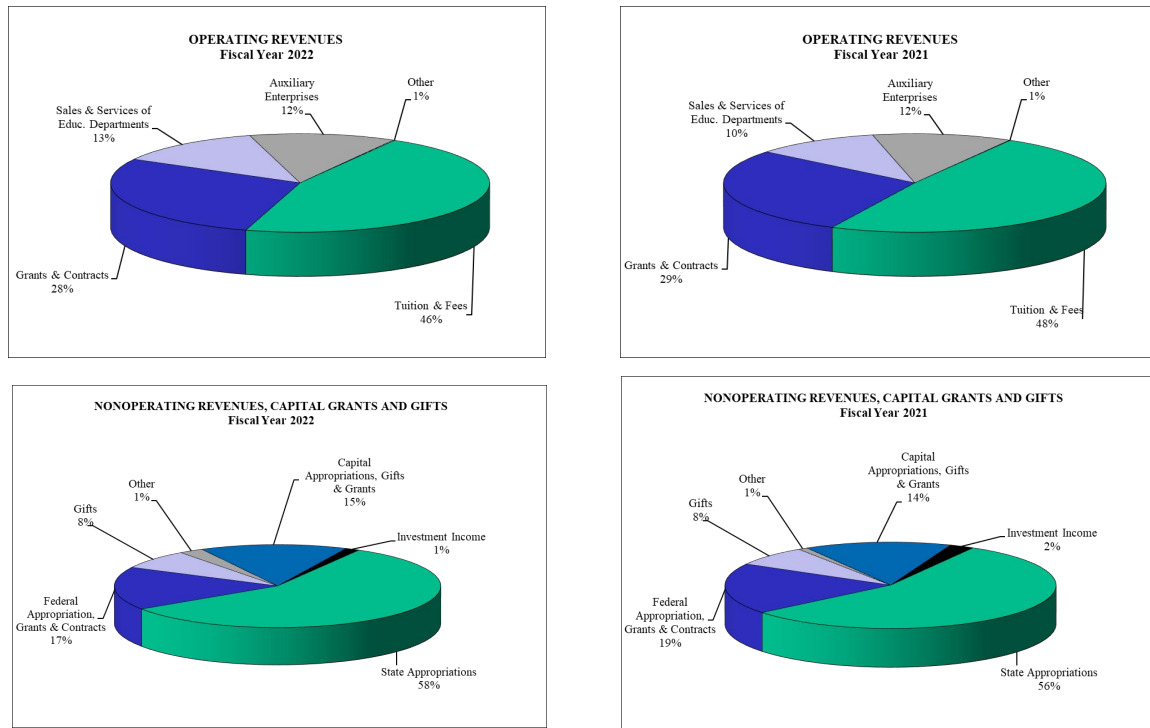 OPERATING REVENUES
Fiscal Year 2022
Auxiliary
Enterprises
12%
Other
1%
Sales & Services of
Educ. Departments
13%
Grants & Contracts
28%
Tuition & Fees
46%
OPERATING REVENUES
Fiscal Year 2021
Auxiliary
Enterprises
12%
Other
1%
Sales & Services of
Educ. Departments
10%
Grants & Contracts
29%
Tuition & Fees
48%
NONOPERATING REVENUES, CAPITAL GRANTS AND GIFTS
Fiscal Year 2022
Capital
Appropriations, Gifts
& Grants
15%
Other
1%
Gifts
8%
Investment Income
1%
Federal
Appropriation,
Grants & Contracts
17%
State Appropriations
58%
NONOPERATING REVENUES, CAPITAL GRANTS AND GIFTS
Fiscal Year 2021
Capital
Appropriations, Gifts
& Grants
14%
Other
1%
Gifts
8%
Investment Income
2%
Federal
Appropriation,
Grants & Contracts
19%
State Appropriations
56%